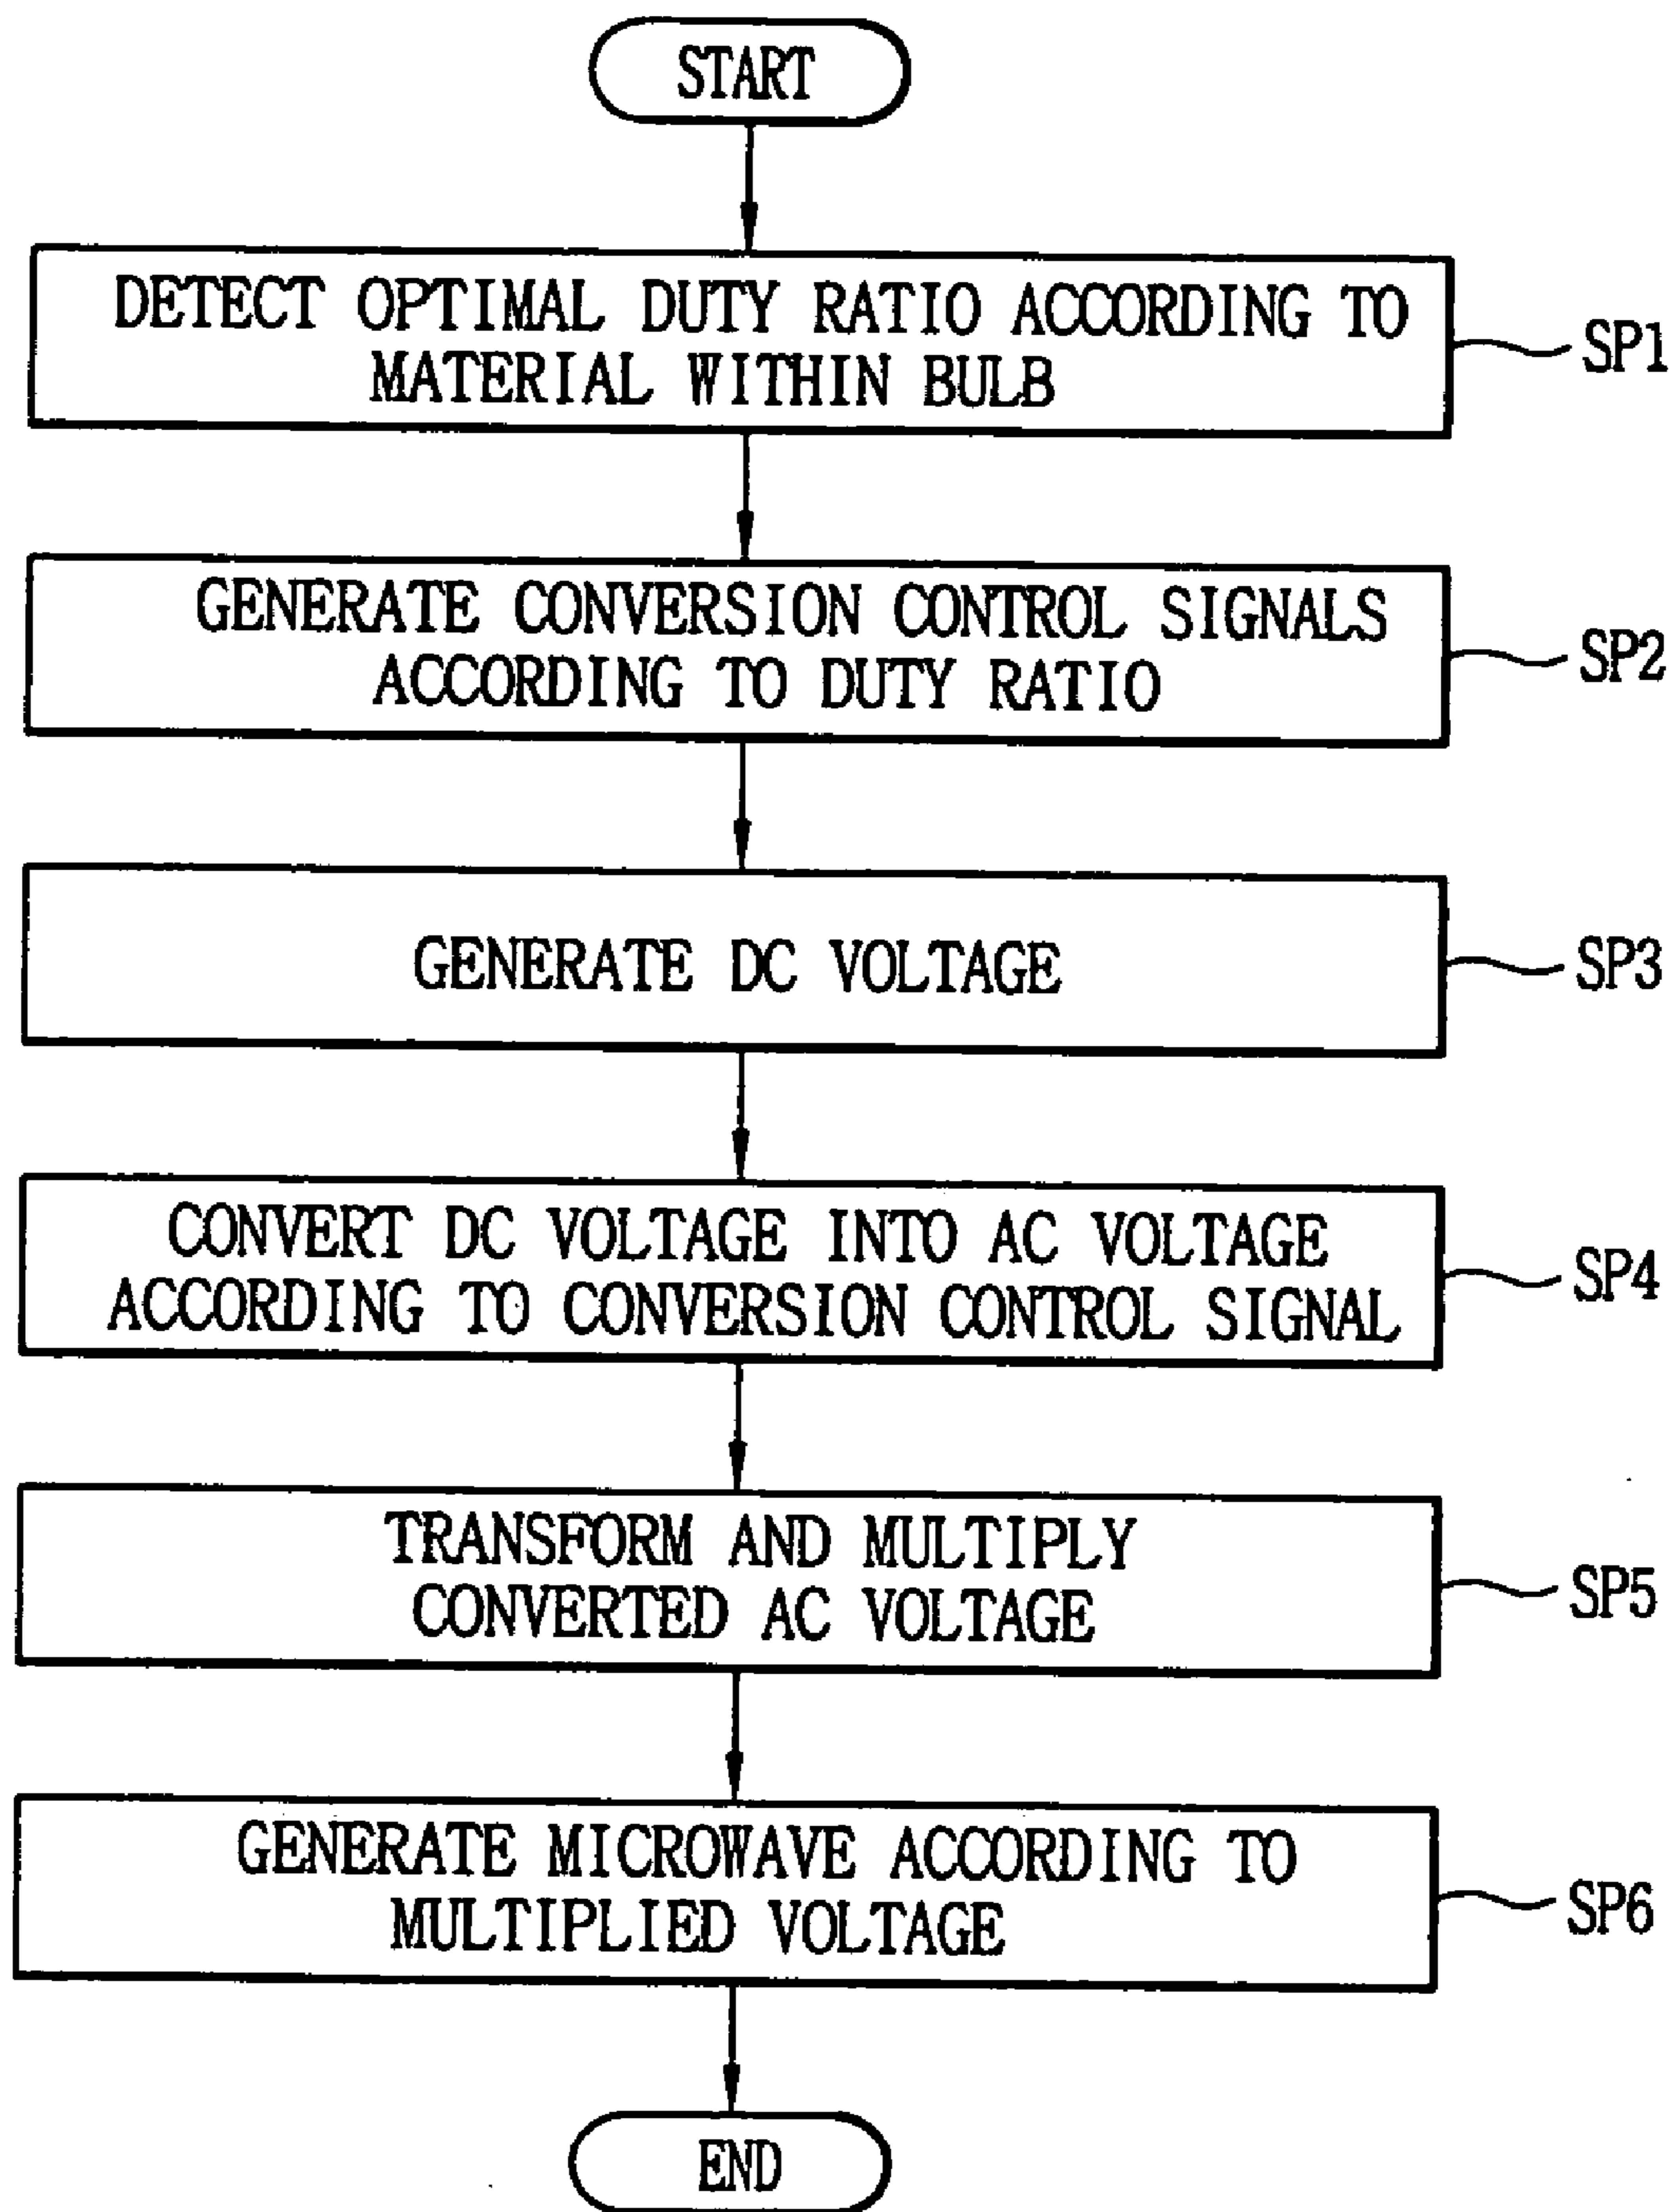 START
DETECT OPTIMAL DUTY RATIO ACCORDING TO
MATERIAL WITHIN BULB
SP1
GENERATE CONVERSION CONTROL SIGNALS
ACCORDING TO DUTY RATIO
SP2
GENERATE DC VOLTAGE
SP3
CONVERT DC VOLTAGE INTO AC VOLTAGE
ACCORDING TO CONVERSION CONTROL SIGNAL
SP4
TRANSFORM AND MULTIPLY
CONVERTED AC VOLTAGE
SP5
GENERATE MICROWAVE ACCORDING TO
MULTIPLIED VOLTAGE
SP6
END